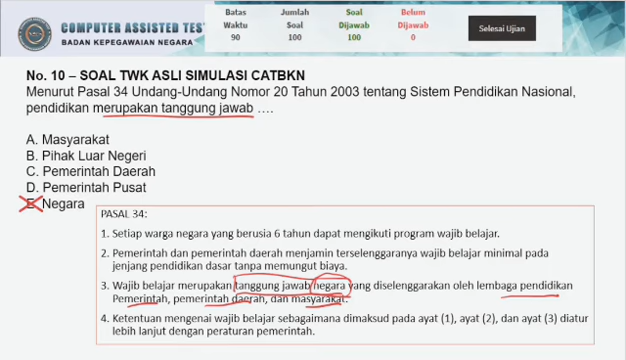 COMPUTER ASSISTED TES
BADAN KEPEGAWAIAN NEGARA
Batas Waktu 90
Jumlah Soal 100
Soal Dijawab 100
Belum Dijawab 0
Selesai Ujian
No. 10 – SOAL TWK ASLI SIMULASI CATBKN
Menurut Pasal 34 Undang-Undang Nomor 20 Tahun 2003 tentang Sistem Pendidikan Nasional,
pendidikan merupakan tanggung jawab ….
A. Masyarakat
B. Pihak Luar Negeri
C. Pemerintah Daerah
D. Pemerintah Pusat
E. Negara
PASAL 34:
1. Setiap warga negara yang berusia 6 tahun dapat mengikuti program wajib belajar.
2. Pemerintah dan pemerintah daerah menjamin terselenggaranya wajib belajar minimal pada
jenjang pendidikan dasar tanpa memungut biaya.
3. Wajib belajar merupakan tanggung jawab negara yang diselenggarakan oleh lembaga pendidikan
Pemerintah, pemerintah daerah, dan masyarakat.
4. Ketentuan mengenai wajib belajar sebagaimana dimaksud pada ayat (1), ayat (2), dan ayat (3) diatur
lebih lanjut dengan peraturan pemerintah.